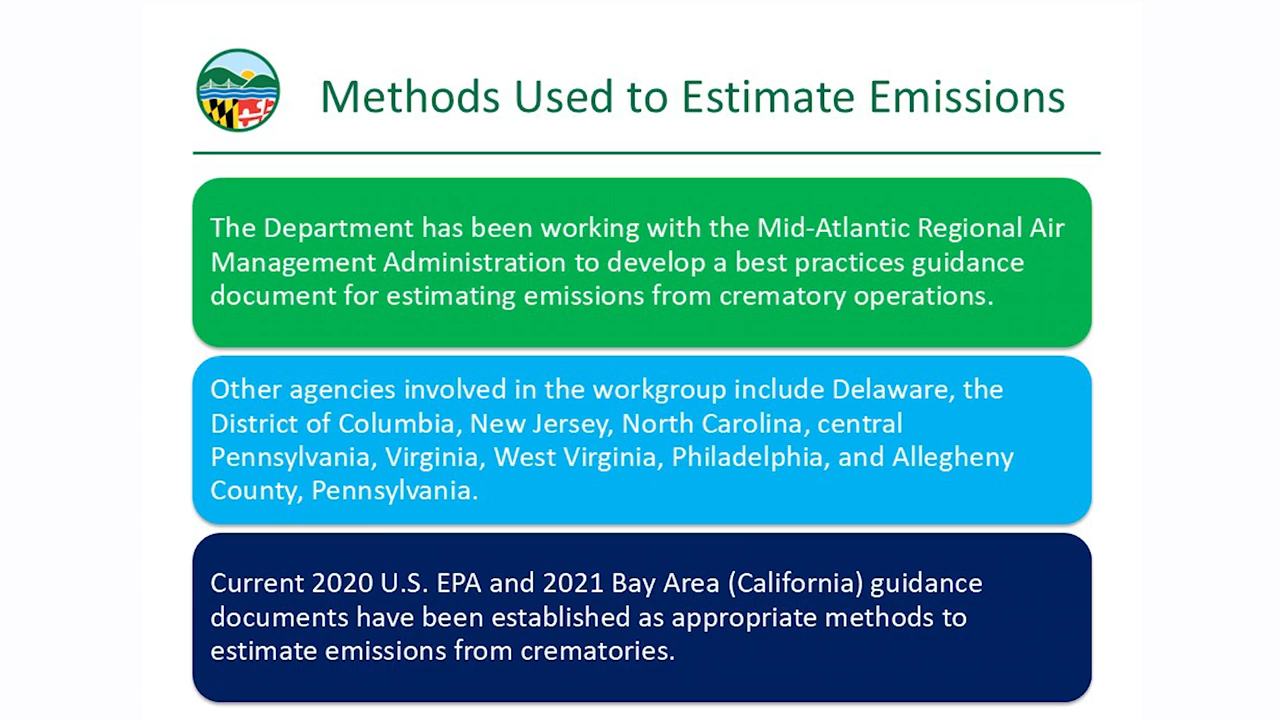 Methods Used to Estimate Emissions
The Department has been working with the Mid-Atlantic Regional Air
Management Administration to develop a best practices guidance
document for estimating emissions from crematory operations.
Other agencies involved in the workgroup include Delaware, the
District of Columbia, New Jersey, North Carolina, central
Pennsylvania, Virginia, West Virginia, Philadelphia, and Allegheny
County, Pennsylvania.
Current 2020 U.S. EPA and 2021 Bay Area (California) guidance
documents have been established as appropriate methods to
estimate emissions from crematories.